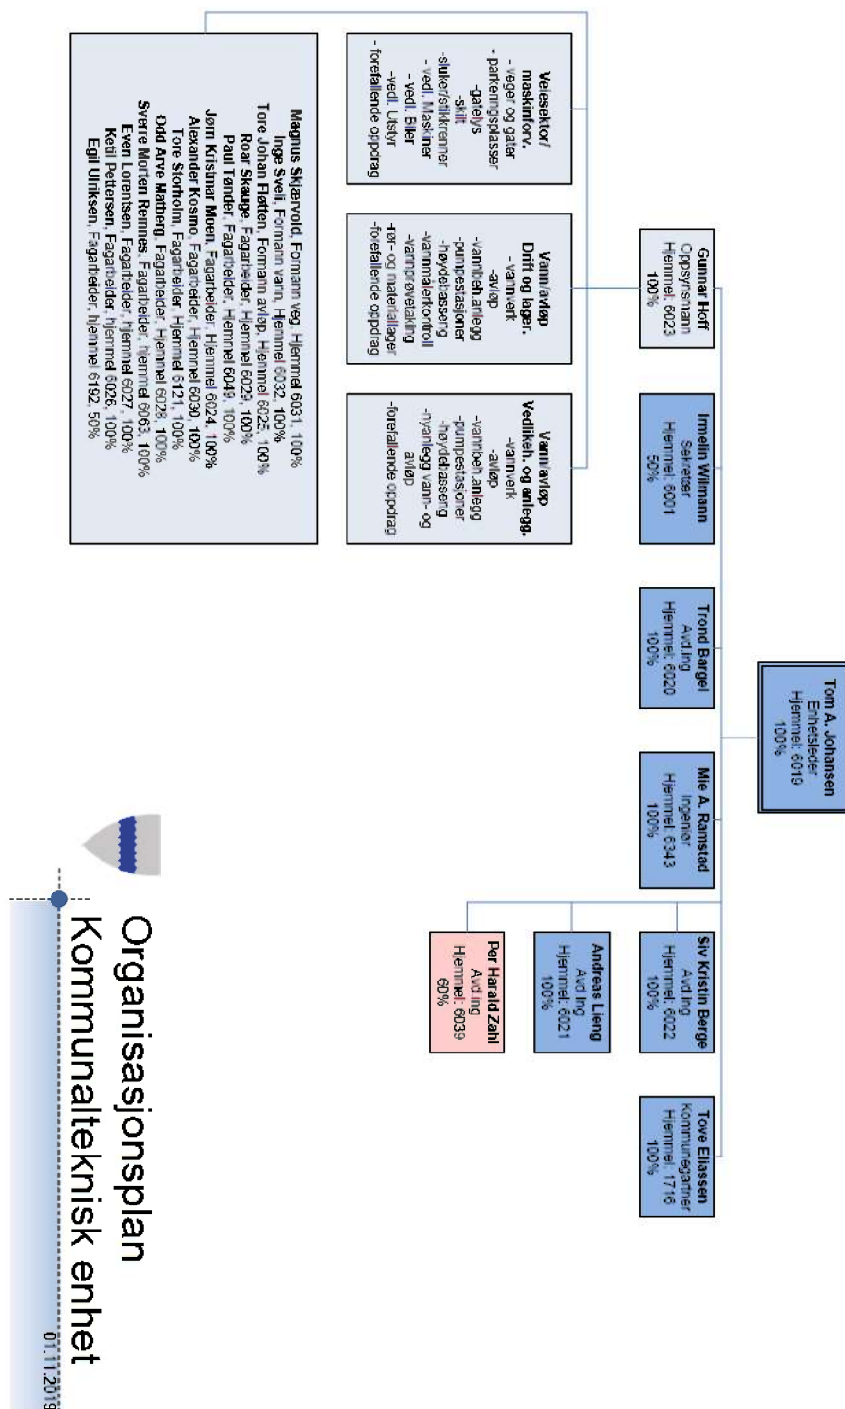 Organisasjonsplan
Kommunalteknisk enhet
01.11.2019
Tom A. Johansen
Enhetsleder
Hjemmel: 6019
100%
Gunnar Hoff
Oppsynsmann
Hjemmel: 6023
100%
Irmelin Wilmann
Sekretær
Hjemmel: 6001
50%
Trond Bargel
Avd.ing
Hjemmel: 6020
100%
Mie A. Ramstad
Ingeniør
Hjemmel: 6343
100%
Siv Kristin Berge
Avd.ing
Hjemmel: 6022
100%
Tove Eliassen
Kommunegartner
Hjemmel: 1716
100%
Andreas Lieng
Avd.ing
Hjemmel: 6021
100%
Per Harald Zahl
Avd.ing
Hjemmel: 6039
60%
Veiesektor/
maskinforv.
- veger og gater
- parkeringsplasser
-gatelys
-skilt
-sluker/stikkrenner
- vedl. Maskiner
- vedl. Biler
-vedl. Utstyr
- forefallende oppdrag
Vann/avløp
Drift og lager.
- vannverk
-avløp
-vannbeh.anlegg
-pumpestasjoner
-høydebasseng
-vannmålerkontroll
-vannprøvetaking
-rør- og materiallager
-forefallende oppdrag
Vann/avløp
Vedlikeh. og anlegg.
-vannverk
-avløp
-vannbeh.anlegg
-pumpestasjoner
-høydebasseng
-nyanlegg vann- og
avløp
-forefallende oppdrag
Magnus Skjærvold, Formann veg, Hjemmel 6031, 100%
Inge Sveli, Formann vann, Hjemmel 6032, 100%
Tore Johan Fløtten, Formann avløp, Hjemmel 6025, 100%
Roar Skauge, Fagarbeider, Hjemmel 6029, 100%
Paul Tønder, Fagarbeider, Hjemmel 6049, 100%
Jørn Kristmar Moen, Fagarbeider, Hjemmel 6024, 100%
Alexander Kosmo, Fagarbeider, Hjemmel 6030, 100%
Tore Storholm, Fagarbeider, Hjemmel 6121, 100%
Odd Arve Matberg, Fagarbeider, Hjemmel 6028, 100%
Sverre Morten Remnes, Fagarbeider, hjemmel 6063, 100%
Even Lorentsen, Fagarbeider, hjemmel 6027, 100%
Ketil Pettersen, Fagarbeider, hjemmel 6026, 100%
Egil Ulriksen, Fagarbeider, hjemmel 6192, 50%